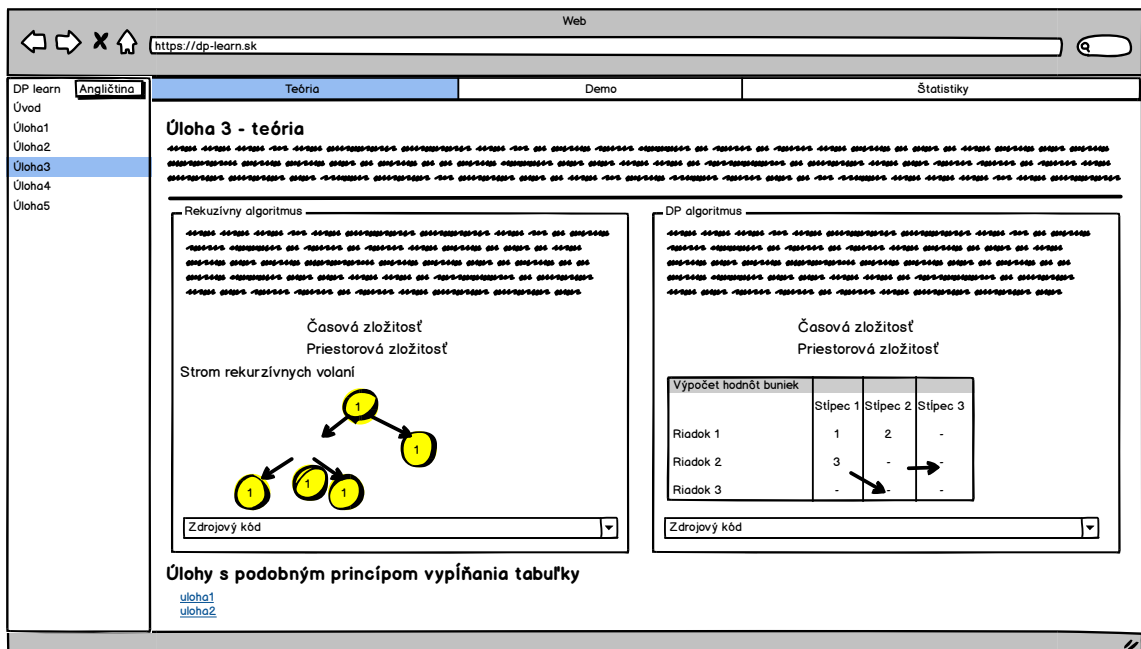 Web
https://dp-learn.sk
DP learn Angličtina
Úvod
Úloha1
Úloha2
Úloha3
Úloha4
Úloha5
Teória Demo Štatistiky
Úloha 3 - teória
Rekuzívny algoritmus
Časová zložitosť
Priestorová zložitosť
Strom rekurzívnych volaní
1
1
1 1 1
Zdrojový kód
DP algoritmus
Časová zložitosť
Priestorová zložitosť
Výpočet hodnôt buniek
Stĺpec 1 Stĺpec 2 Stĺpec 3
Riadok 1 1 2 -
Riadok 2 3 - -
Riadok 3 - - -
Zdrojový kód
Úlohy s podobným princípom vypĺňania tabuľky
uloha1
uloha2